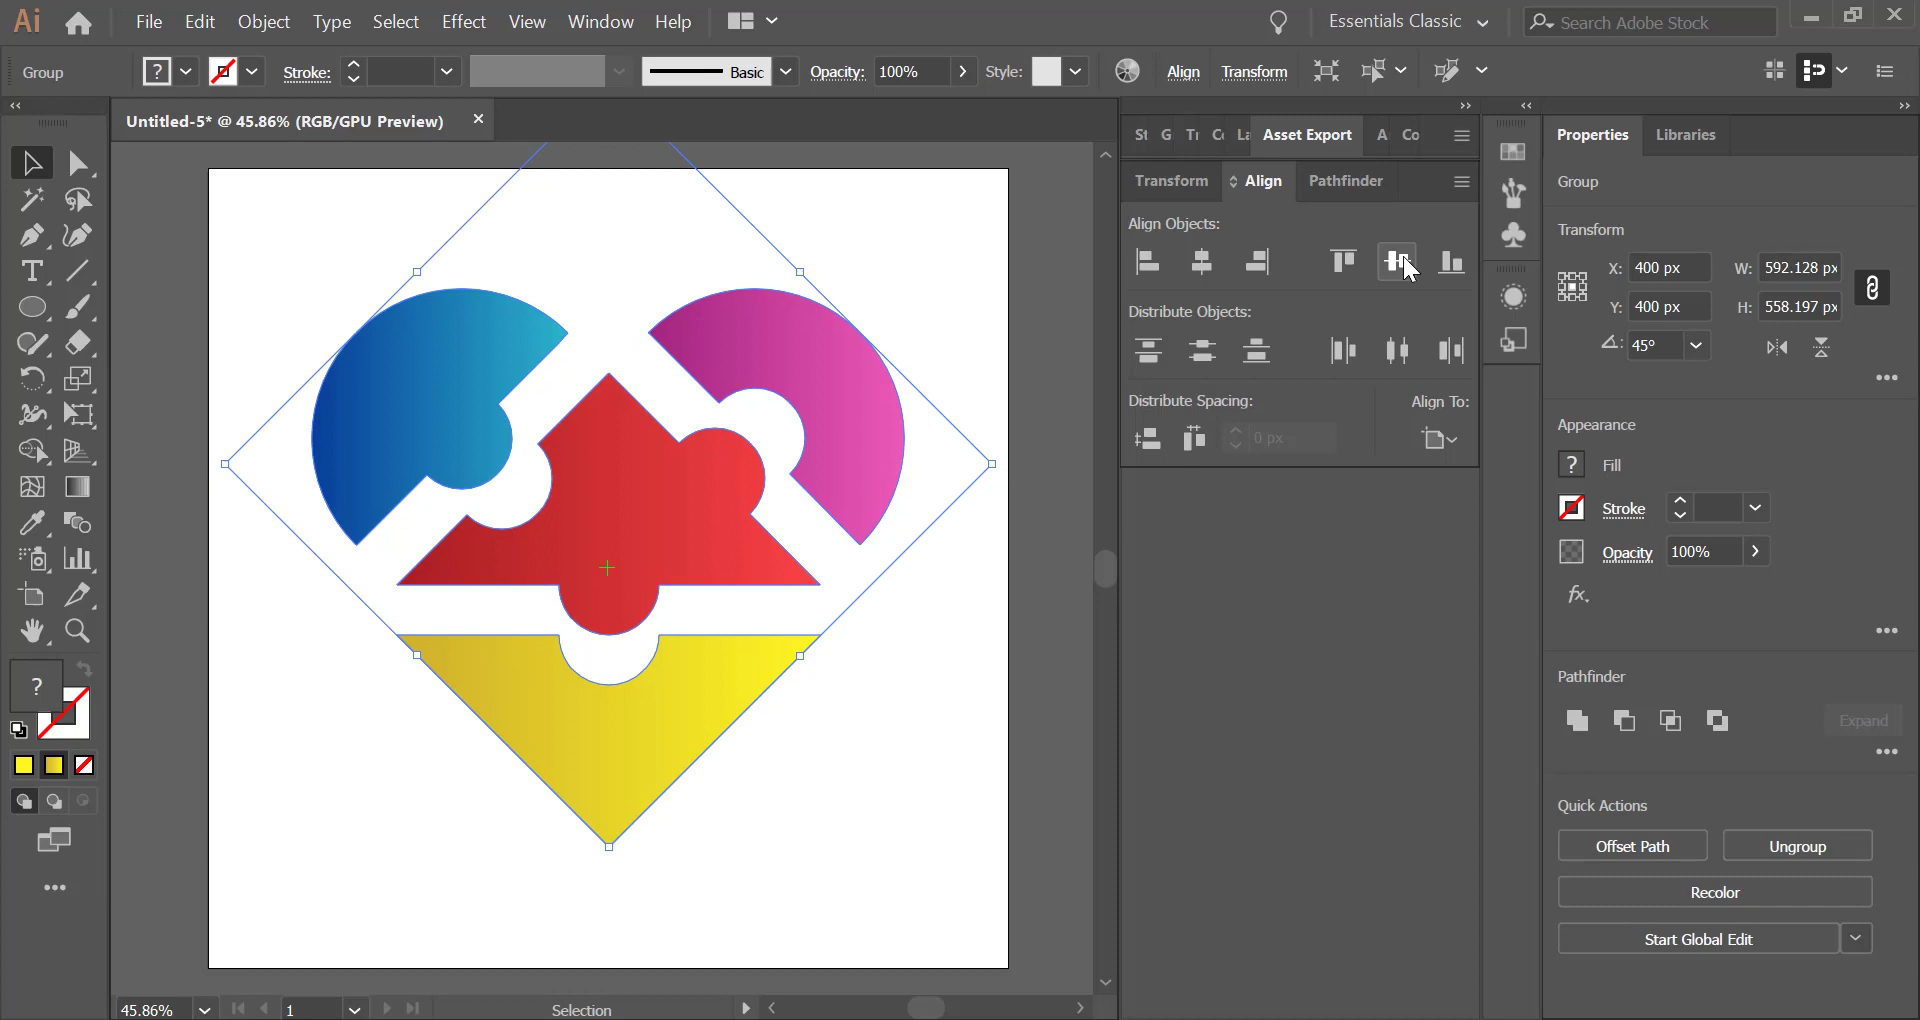 Ai File Edit Object Type Select Effect View Window Help Essentials Classic Search Adobe Stock
Group ? Stroke: Basic Opacity: 100% Style: Align Transform
Untitled-5* @ 45.86% (RGB/GPU Preview)
St G Tr Co La Asset Export A Co
Properties Libraries
Transform Align Pathfinder
Align Objects:
Distribute Objects:
Distribute Spacing: Align To:
0 px
Group
Transform
X: 400 px W: 592.128 px
Y: 400 px H: 558.197 px
45°
Appearance
? Fill
Stroke
Opacity 100%
fx.
Pathfinder
Expand
Quick Actions
Offset Path Ungroup
Recolor
Start Global Edit
T
?
45.86% 1 Selection